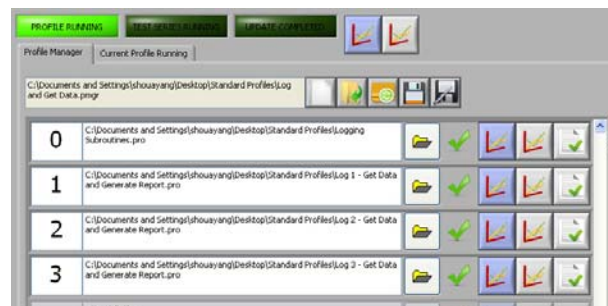 PROFILE RUNNING TEST SERIES RUNNING UPDATE COMPLETED
Profile Manager Current Profile Running
C:\Documents and Settings\shouayang\Desktop\Standard Profiles\Log
and Get Data.pmgr
0 C:\Documents and Settings\shouayang\Desktop\Standard Profiles\Logging
Subroutines.pro
1 C:\Documents and Settings\shouayang\Desktop\Standard Profiles\Log 1 - Get Data
and Generate Report.pro
2 C:\Documents and Settings\shouayang\Desktop\Standard Profiles\Log 2 - Get Data
and Generate Report.pro
3 C:\Documents and Settings\shouayang\Desktop\Standard Profiles\Log 3 - Get Data
and Generate Report.pro